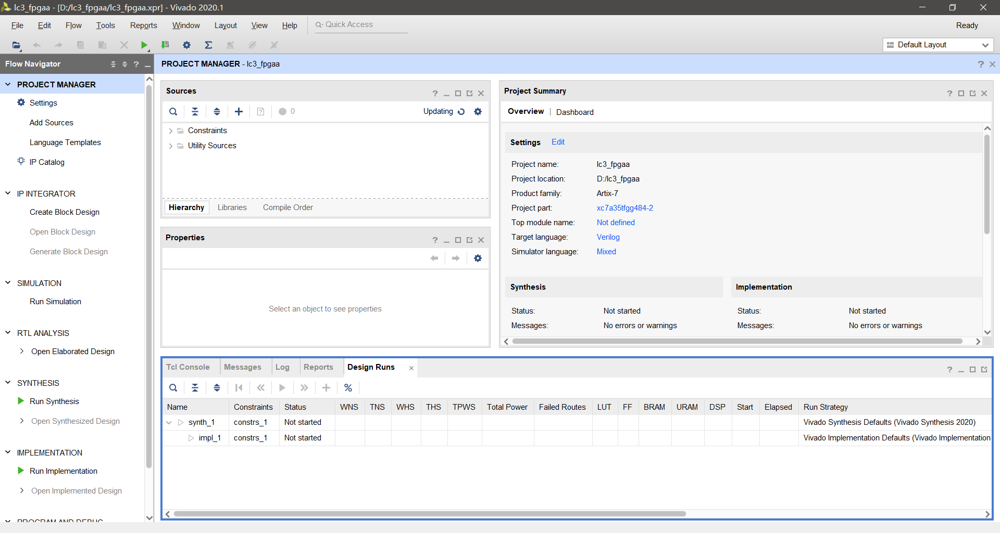 lc3_fpgaa - [D:/lc3_fpgaa/lc3_fpgaa.xpr] - Vivado 2020.1
File Edit Flow Tools Reports Window Layout View Help Quick Access Ready
Default Layout
Flow Navigator
PROJECT MANAGER - lc3_fpgaa
PROJECT MANAGER
Settings
Add Sources
Language Templates
IP Catalog
IP INTEGRATOR
Create Block Design
Open Block Design
Generate Block Design
SIMULATION
Run Simulation
RTL ANALYSIS
Open Elaborated Design
SYNTHESIS
Run Synthesis
Open Synthesized Design
IMPLEMENTATION
Run Implementation
Open Implemented Design
PROGRAM AND DEBUG
Sources
0 Updating
Constraints
Utility Sources
Hierarchy Libraries Compile Order
Properties
Select an object to see properties
Project Summary
Overview | Dashboard
Settings Edit
Project name: lc3_fpgaa
Project location: D:/lc3_fpgaa
Product family: Artix-7
Project part: xc7a35tfgg484-2
Top module name: Not defined
Target language: Verilog
Simulator language: Mixed
Synthesis
Status: Not started
Messages: No errors or warnings
Implementation
Status: Not started
Messages: No errors or warnings
Tcl Console Messages Log Reports Design Runs
Name Constraints Status WNS TNS WHS THS TPWS Total Power Failed Routes LUT FF BRAM URAM DSP Start Elapsed Run Strategy
synth_1 constrs_1 Not started Vivado Synthesis Defaults (Vivado Synthesis 2020)
impl_1 constrs_1 Not started Vivado Implementation Defaults (Vivado Implementation